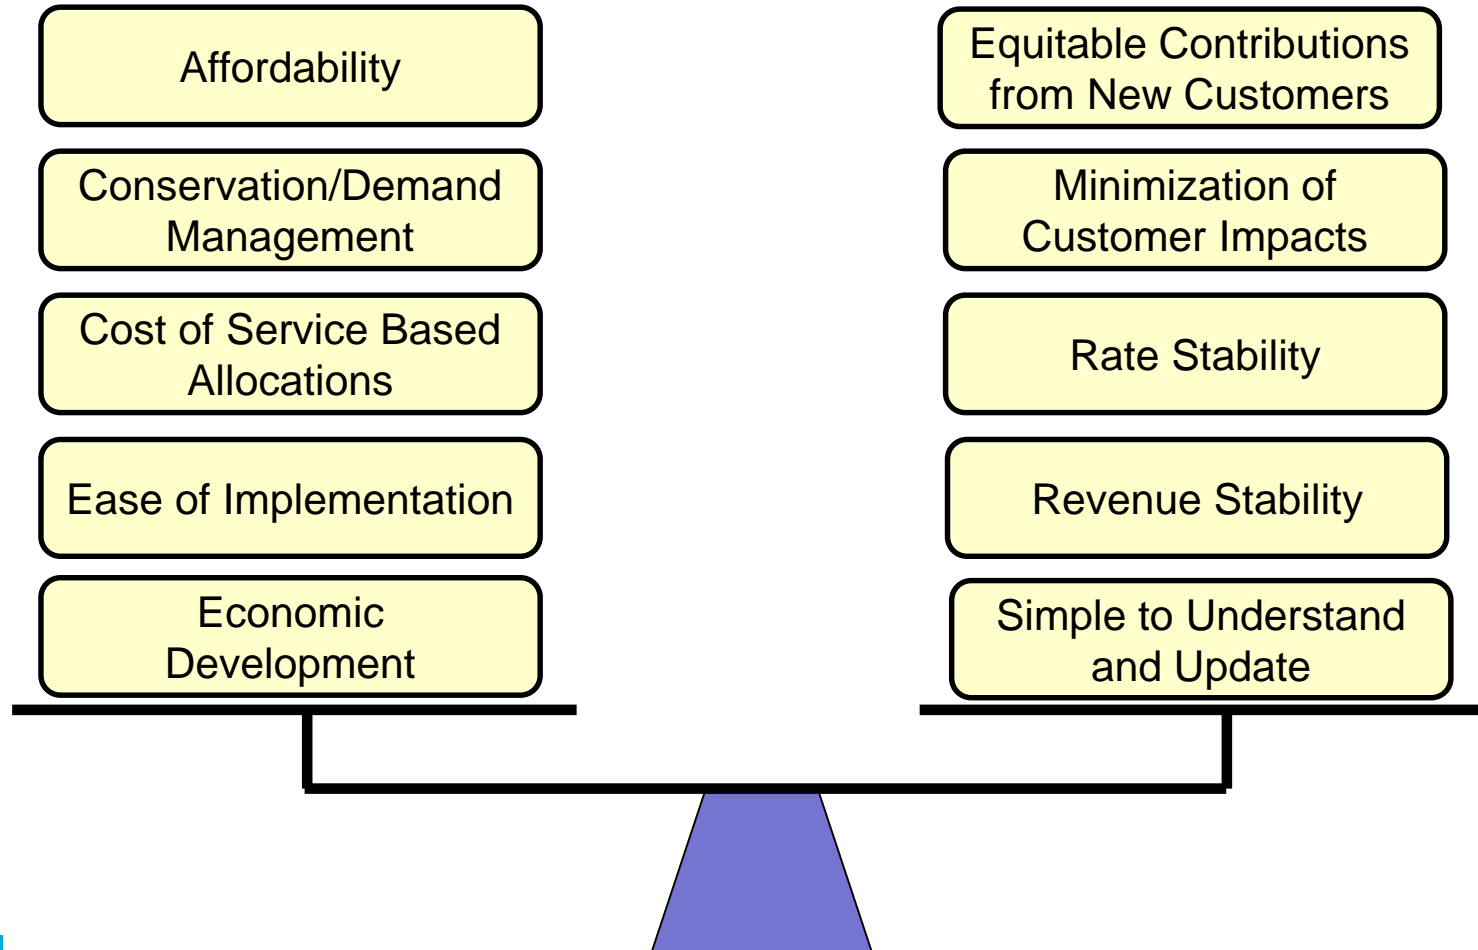 Affordability
Conservation/Demand
Management
Cost of Service Based
Allocations
Ease of Implementation
Economic
Development
Equitable Contributions
from New Customers
Minimization of
Customer Impacts
Rate Stability
Revenue Stability
Simple to Understand
and Update